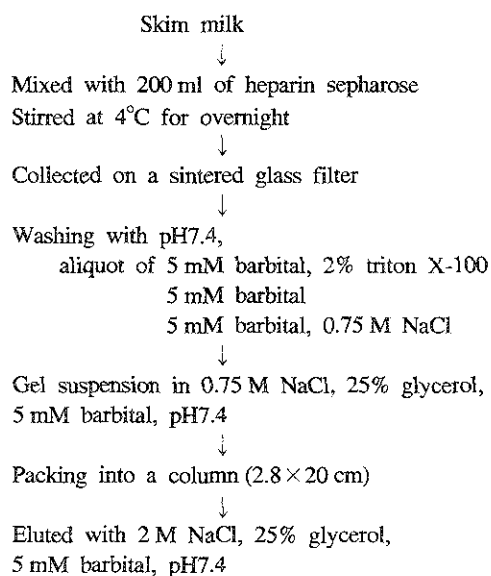 Skim milk
↓
Mixed with 200 ml of heparin sepharose
Stirred at 4°C for overnight
↓
Collected on a sintered glass filter
↓
Washing with pH7.4,
aliquot of 5 mM barbital, 2% triton X-100
5 mM barbital
5 mM barbital, 0.75 M NaCl
↓
Gel suspension in 0.75 M NaCl, 25% glycerol,
5 mM barbital, pH7.4
↓
Packing into a column (2.8×20 cm)
↓
Eluted with 2 M NaCl, 25% glycerol,
5 mM barbital, pH7.4